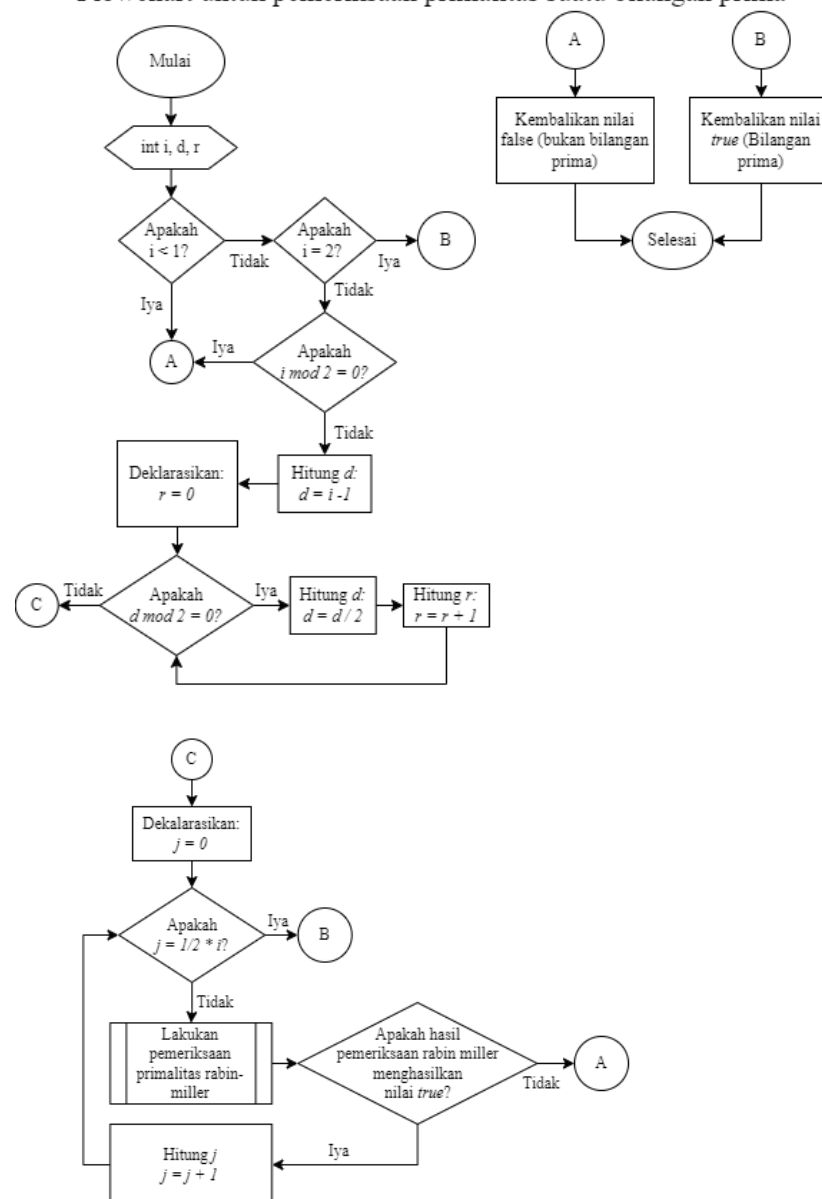 Flowchart untuk pemeriksaan primalitas suatu bilangan prima
Mulai
int i, d, r
Apakah
i < 1?
Tidak
Iya
Apakah
i = 2?
Iya
Tidak
B
A
Iya
Apakah
i mod 2 = 0?
Tidak
Hitung d:
d = i -1
Deklarasikan:
r = 0
Apakah
d mod 2 = 0?
Tidak
C
Iya
Hitung d:
d = d / 2
Hitung r:
r = r + 1
A
Kembalikan nilai
false (bukan bilangan
prima)
B
Kembalikan nilai
true (Bilangan
prima)
Selesai
C
Dekalarasikan:
j = 0
Apakah
j = 1/2 * i?
Iya
B
Tidak
Lakukan
pemeriksaan
primalitas rabin-
miller
Apakah hasil
pemeriksaan rabin miller
menghasilkan
nilai true?
Tidak
A
Iya
Hitung j
j = j + 1